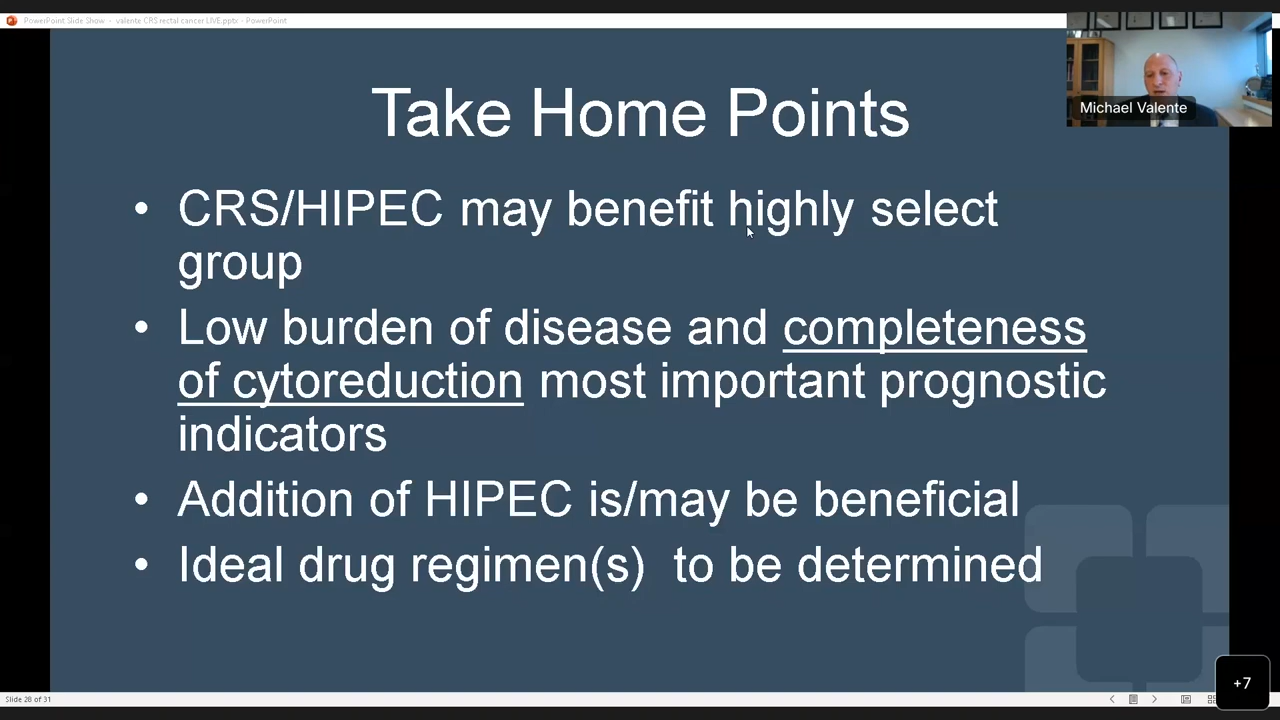 PowerPoint Slide Show - valente CRS rectal cancer LIVE.pptx - PowerPoint
Michael Valente
Take Home Points
• CRS/HIPEC may benefit highly select
group
• Low burden of disease and completeness
of cytoreduction most important prognostic
indicators
• Addition of HIPEC is/may be beneficial
• Ideal drug regimen(s)  to be determined
+7
Slide 28 of 31